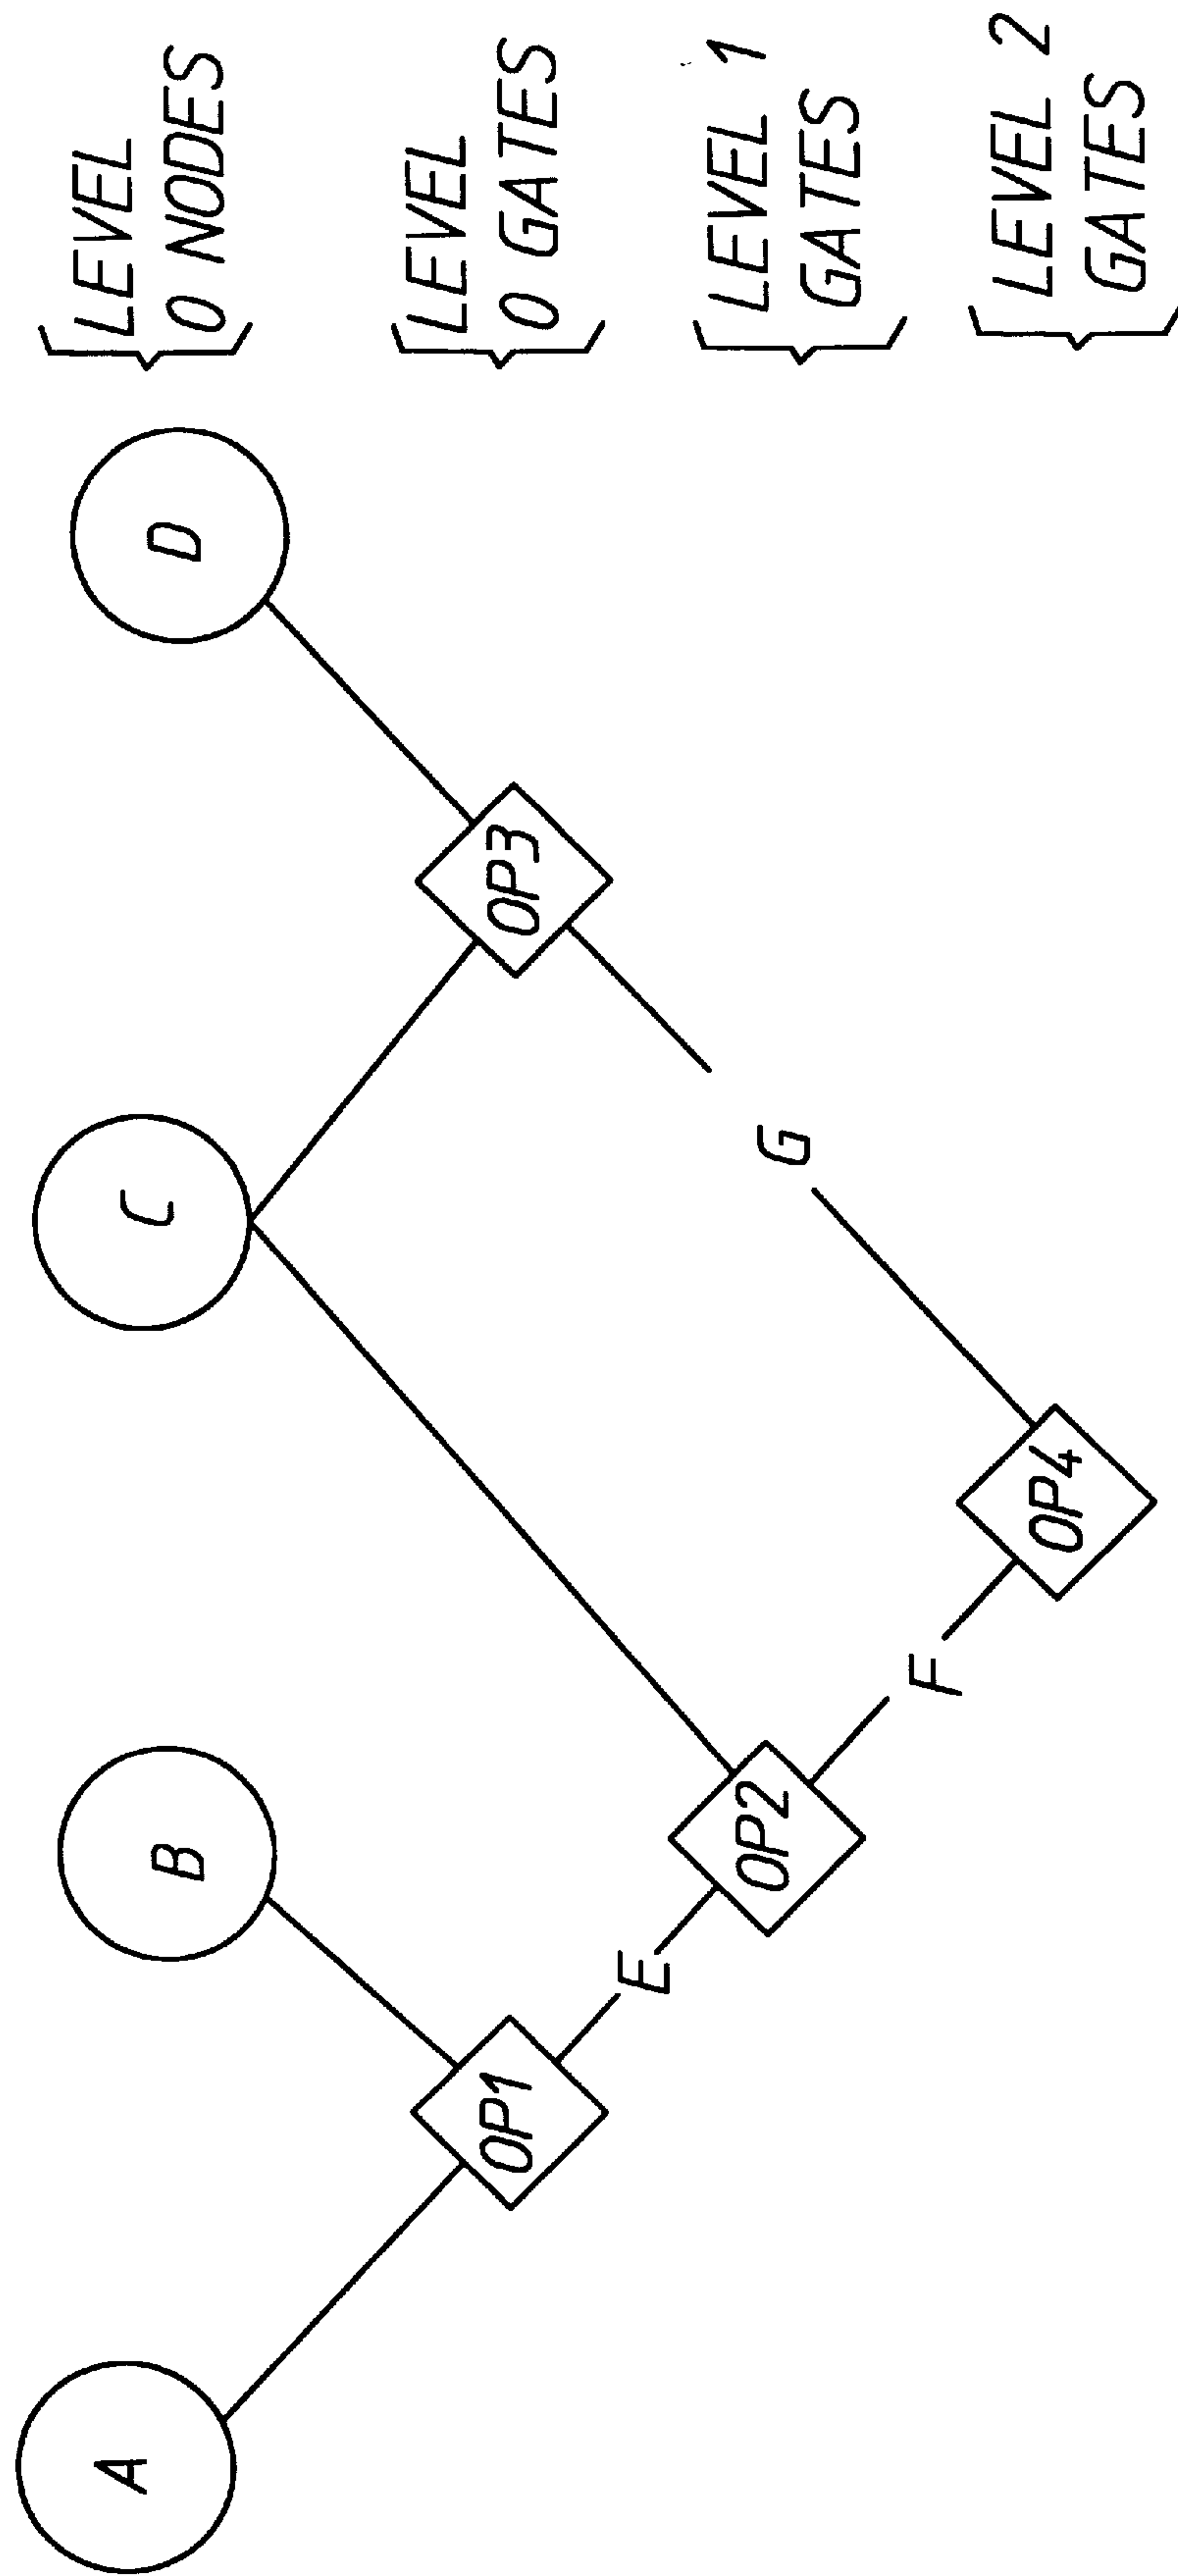 A
B
C
D
LEVEL
0 NODES
OP1
OP3
LEVEL
0 GATES
E
G
OP2
LEVEL 1
GATES
F
OP4
LEVEL 2
GATES